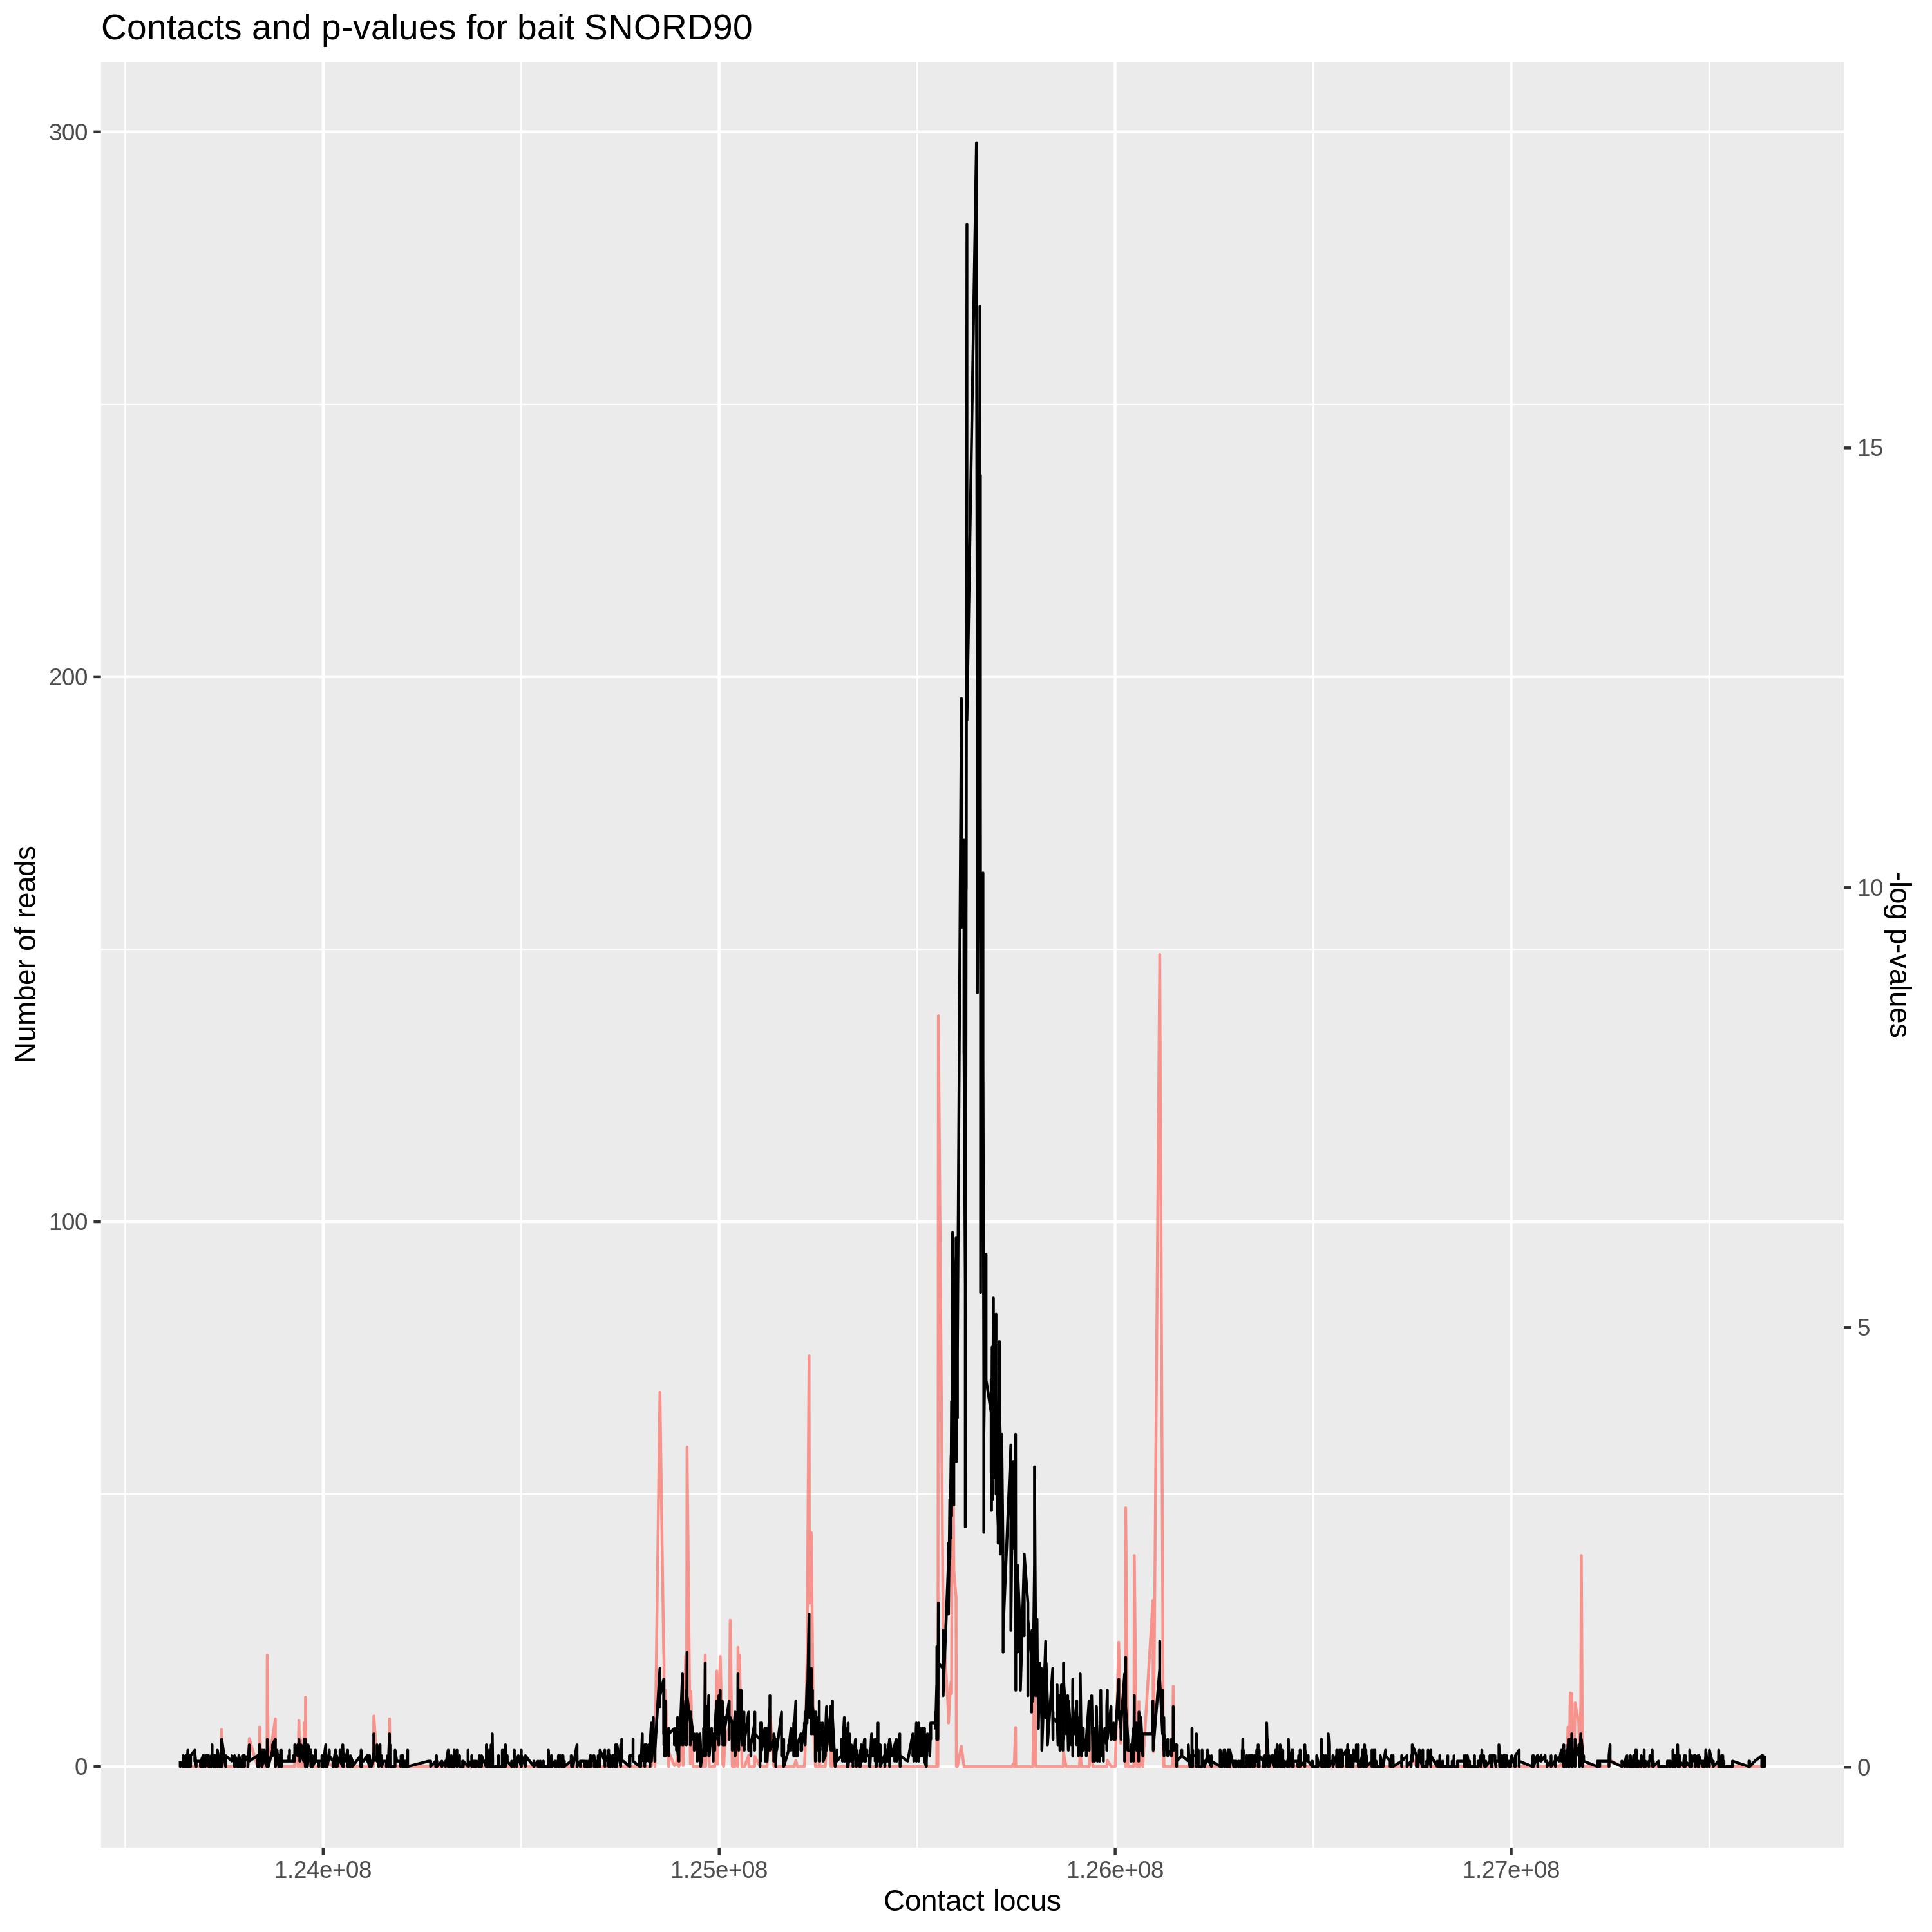 Contacts and p-values for bait SNORD90
300
200
100
0
Number of reads
15
10
5
0
-log p-values
1.24e+08 1.25e+08 1.26e+08 1.27e+08
Contact locus